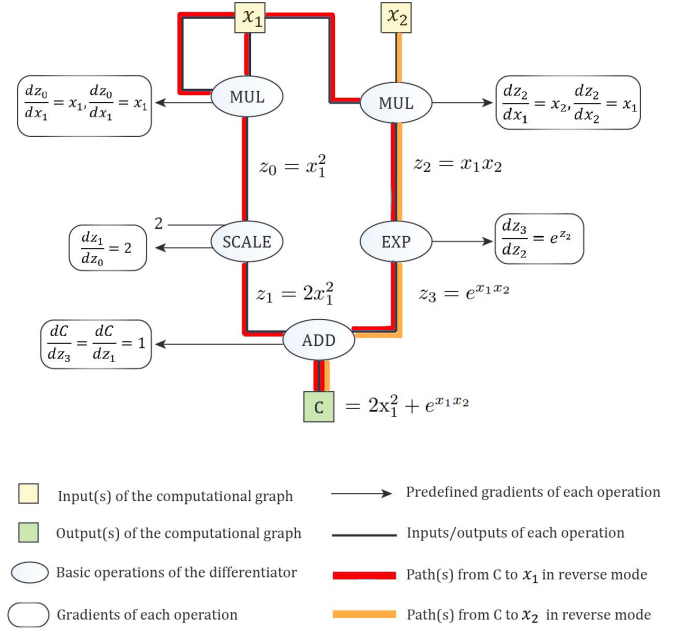 x₁
x₂
MUL
MUL
dz₀/dx₁ = x₁, dz₀/dx₁ = x₁
dz₂/dx₁ = x₂, dz₂/dx₂ = x₁
z₀ = x₁²
z₂ = x₁x₂
2
SCALE
EXP
dz₁/dz₀ = 2
dz₃/dz₂ = e^{z₂}
z₁ = 2x₁²
z₃ = e^{x₁x₂}
ADD
dC/dz₃ = dC/dz₁ = 1
C = 2x₁² + e^{x₁x₂}
Input(s) of the computational graph
Predefined gradients of each operation
Output(s) of the computational graph
Inputs/outputs of each operation
Basic operations of the differentiator
Path(s) from C to x₁ in reverse mode
Gradients of each operation
Path(s) from C to x₂ in reverse mode